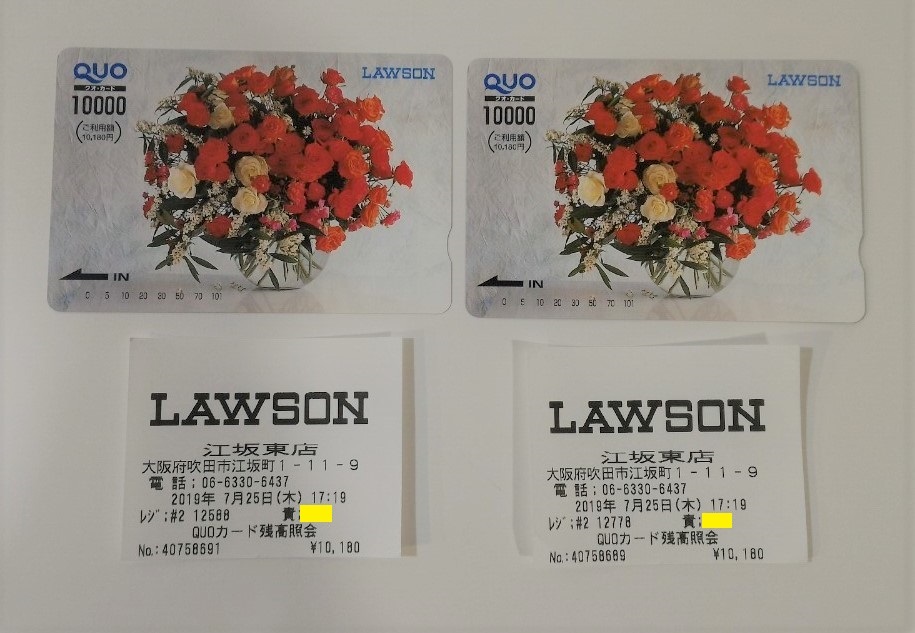 QUO
クオ・カード
10000
(ご利用額
10,180円)
LAWSON
IN
0 5 10 20 30 50 70 101
QUO
クオ・カード
10000
(ご利用額
10,180円)
LAWSON
IN
0 5 10 20 30 50 70 101
LAWSON
江坂東店
大阪府吹田市江坂町1-11-9
電 話:06-6330-6437
2019年 7月25日(木) 17:19
レジ;#2 12588 責;
QUOカード残高照会
No.:40758691 ¥10,180
LAWSON
江坂東店
大阪府吹田市江坂町1-11-9
電 話:06-6330-6437
2019年 7月25日(木) 17:19
レジ;#2 12778 責;
QUOカード残高照会
No.:40758689 ¥10,180